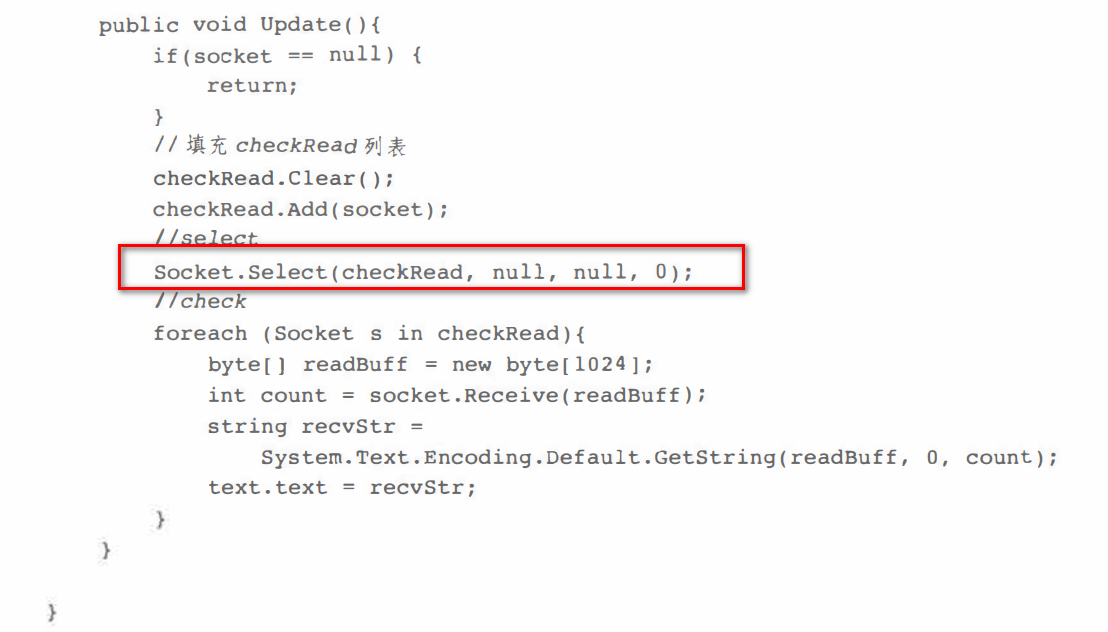 public void Update(){
if(socket == null) {
return;
}
//填充 checkRead 列表
checkRead.Clear();
checkRead.Add(socket);
//select
Socket.Select(checkRead, null, null, 0);
//check
foreach (Socket s in checkRead){
byte[] readBuff = new byte[1024];
int count = socket.Receive(readBuff);
string recvStr =
System.Text.Encoding.Default.GetString(readBuff, 0, count);
text.text = recvStr;
}
}
}